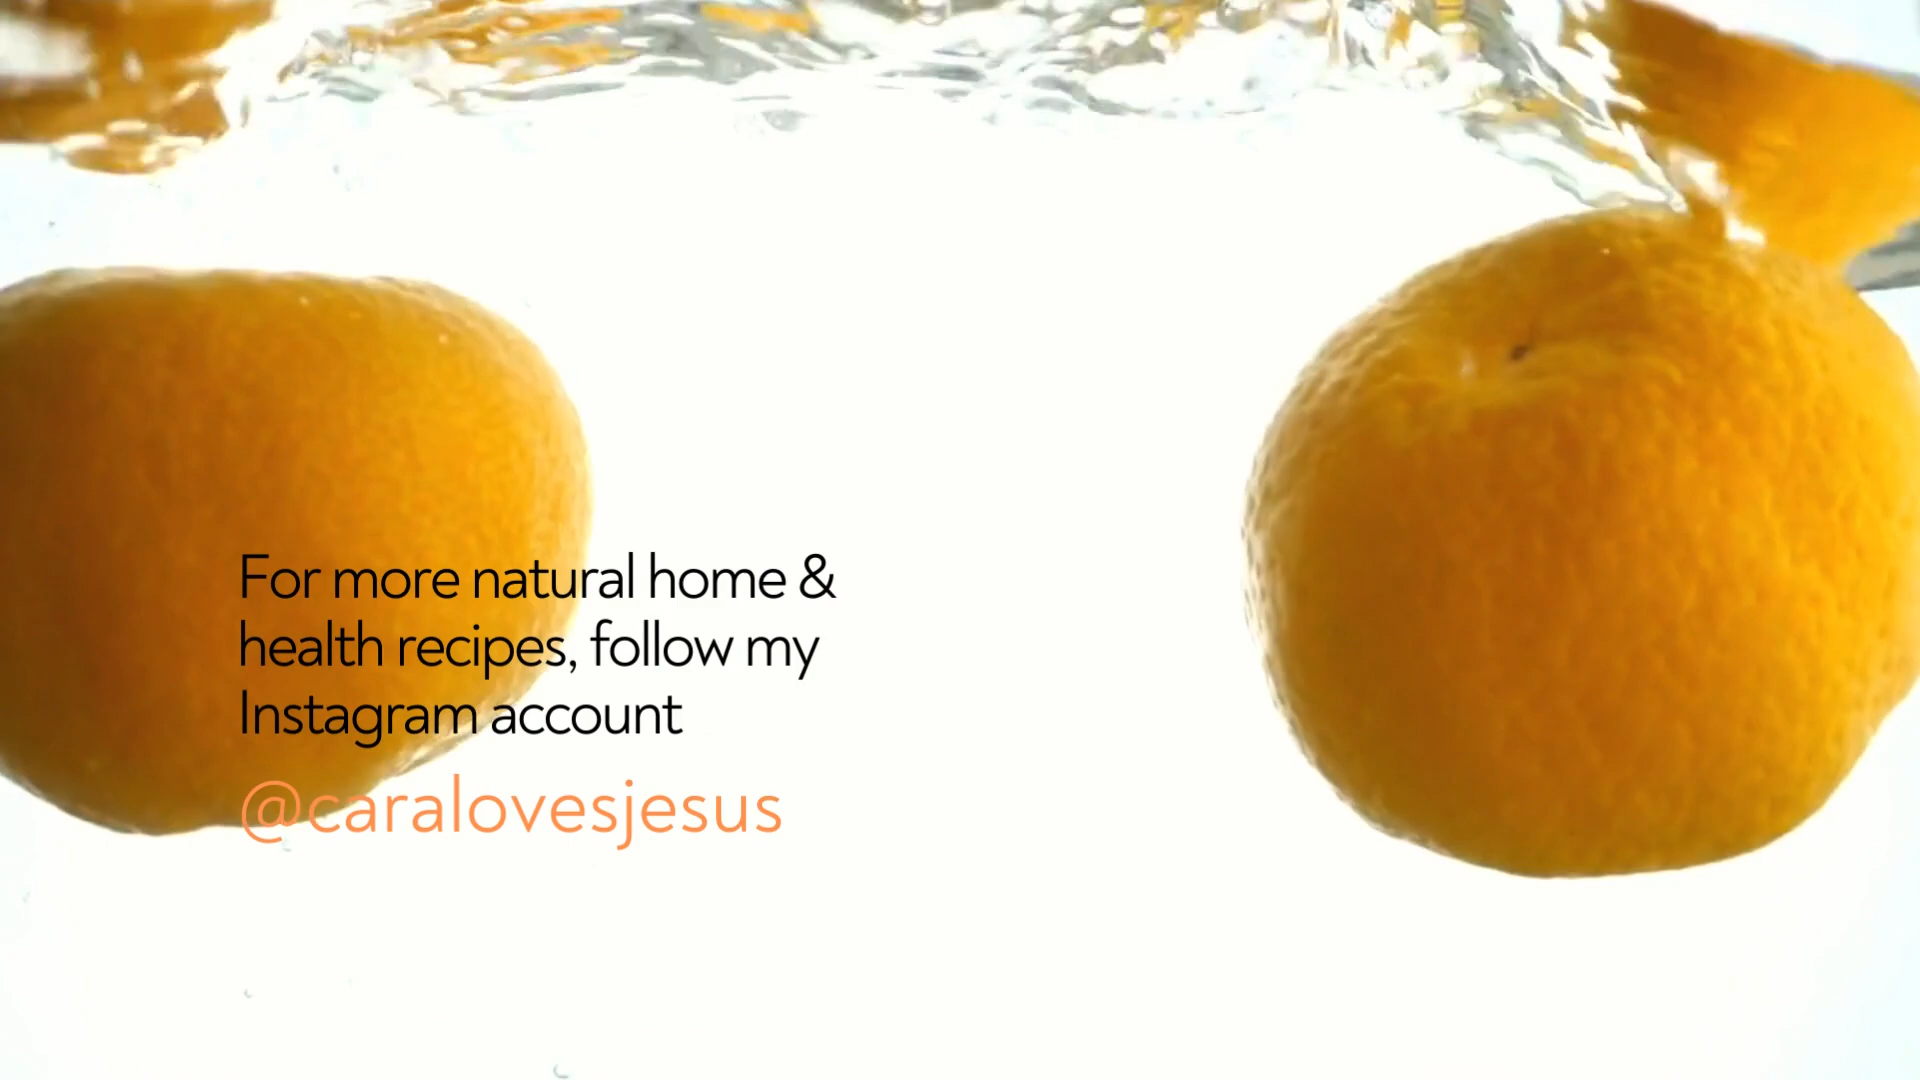 For more natural home &
health recipes, follow my
Instagram account
@caralovesjesus